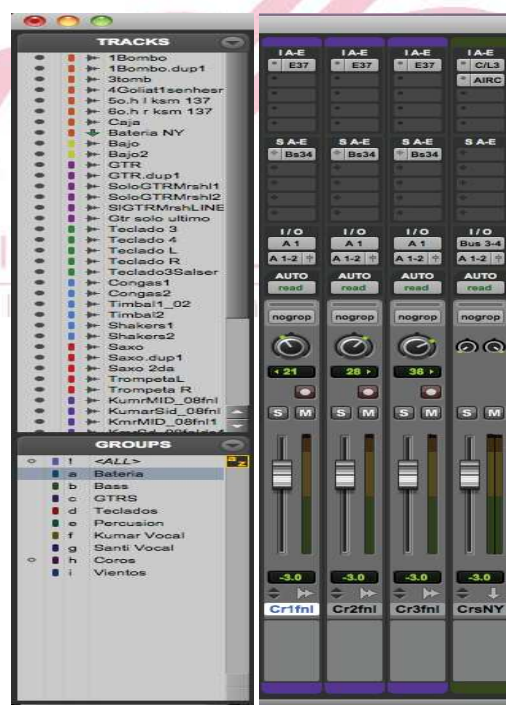 TRACKS
1Bombo
1Bombo.dup1
3tomb
4Goliat1senhesr
5o.h l ksm 137
6o.h r ksm 137
Caja
Bateria NY
Bajo
Bajo2
GTR
GTR.dup1
SoloGTRMrshl1
SoloGTRMrshl2
SlGTRMrshLINE
Gtr solo ultimo
Teclado 3
Teclado 4
Teclado L
Teclado R
Teclado3Salser
Congas1
Congas2
Timbal1_02
Timbal2
Shakers1
Shakers2
Saxo
Saxo.dup1
Saxo 2da
TrompetaL
Trompeta R
KumrMID_08fnl
KumarSid_08fnl
KmrMID_08fnl1
GROUPS
! <ALL>
a Bateria
b Bass
c GTRS
d Teclados
e Percusion
f Kumar Vocal
g Santi Vocal
h Coros
i Vientos
a z
I A-E I A-E I A-E I A-E
E37 E37 E37 C/L3
AIRC
S A-E S A-E S A-E S A-E
Bs34 Bs34 Bs34
I / O I / O I / O I / O
A 1 A 1 A 1 Bus 3-4
A 1-2 A 1-2 A 1-2 A 1-2
AUTO AUTO AUTO AUTO
read read read read
nogrop nogrop nogrop nogrop
21 28 36
S M S M S M S M
-3.0 -3.0 -3.0 -3.0
Cr1fnl Cr2fnl Cr3fnl CrsNY